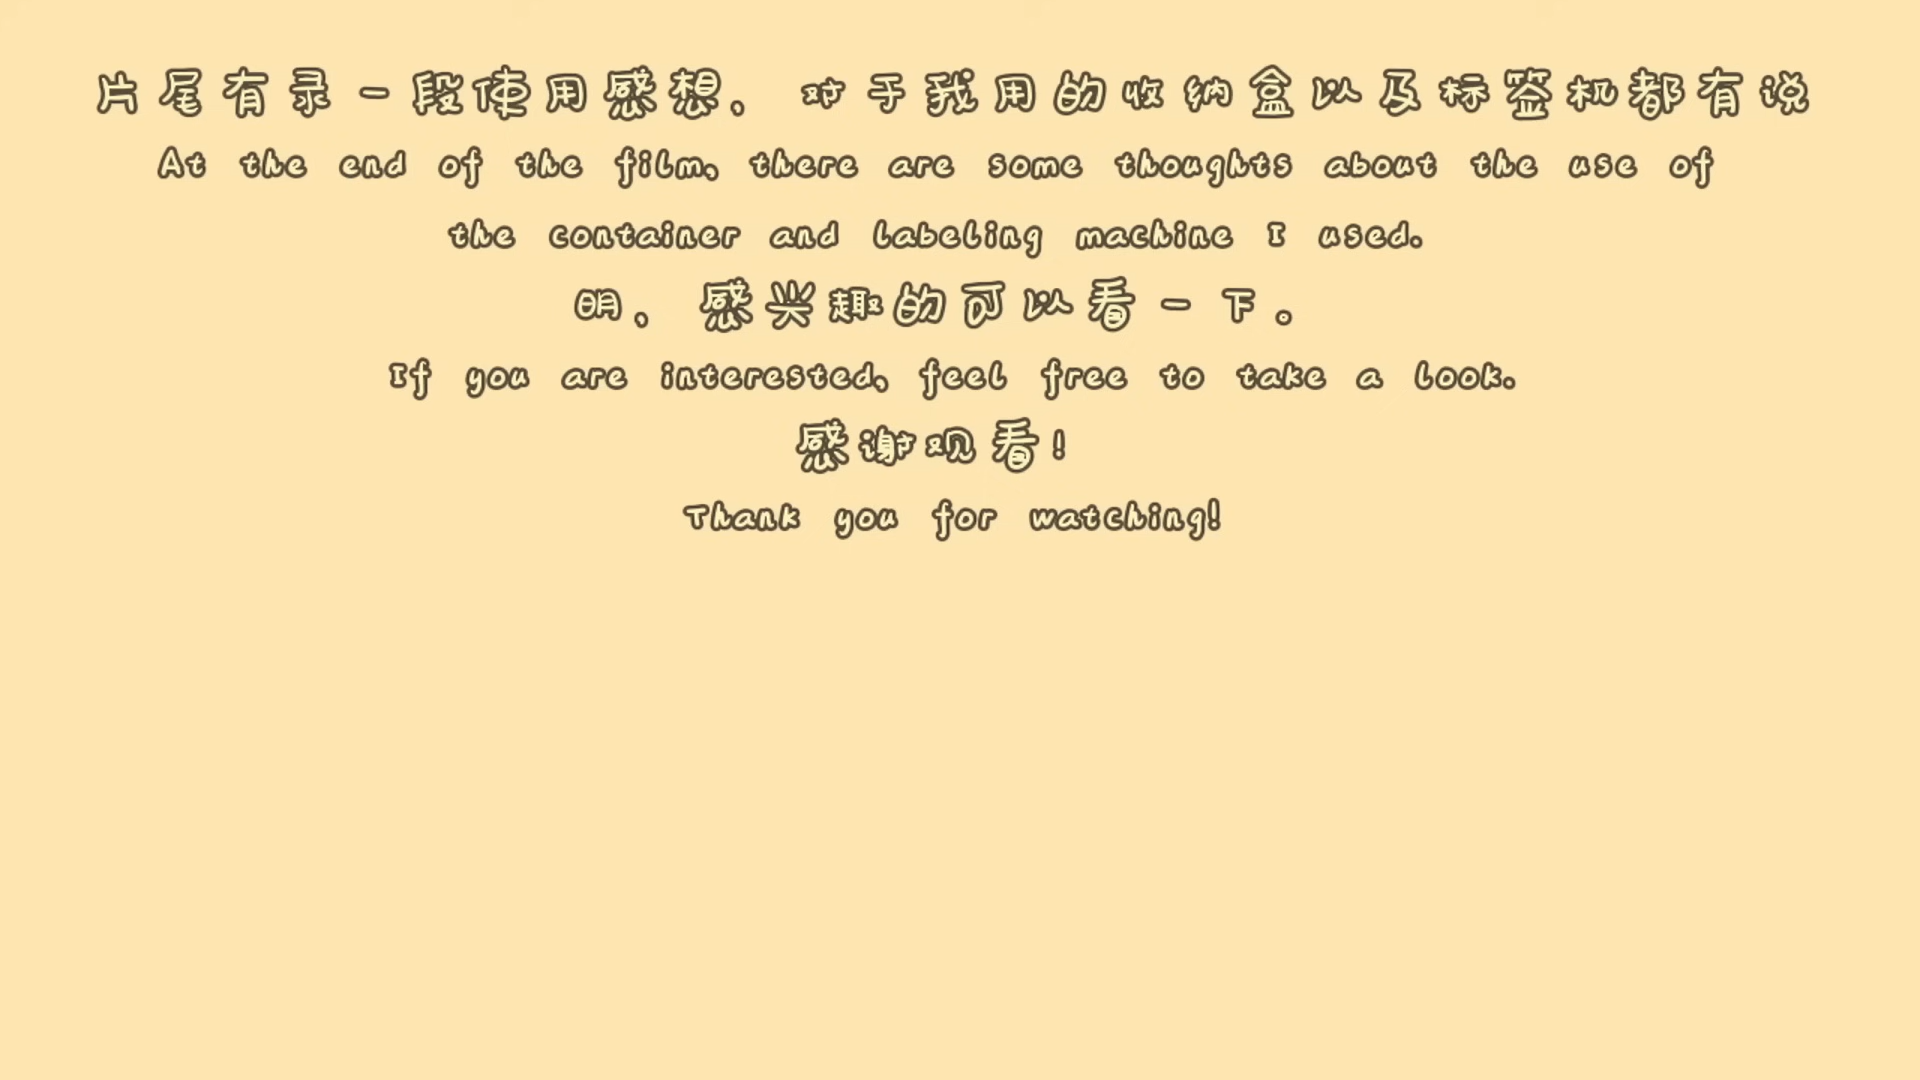 片尾有录一段使用感想，对于我用的收纳盒以及标签机都有说
At the end of the film, there are some thoughts about the use of
the container and labeling machine I used.
明，感兴趣的可以看一下。
If you are interested, feel free to take a look.
感谢观看！
Thank you for watching!